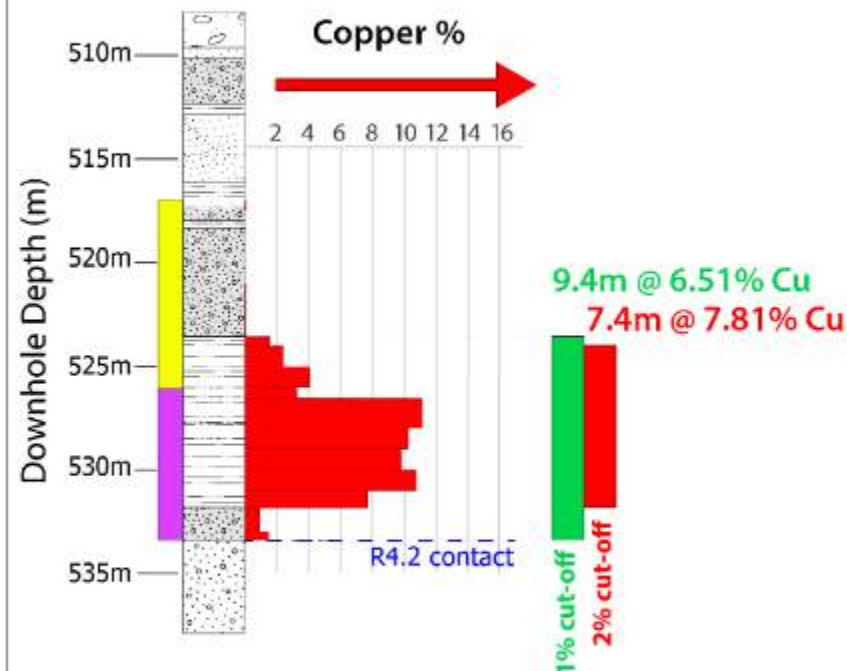 Copper %
2 4 6 8 10 12 14 16
Downhole Depth (m)
510m
515m
520m
525m
530m
535m
9.4m @ 6.51% Cu
7.4m @ 7.81% Cu
R4.2 contact
1% cut-off
2% cut-off